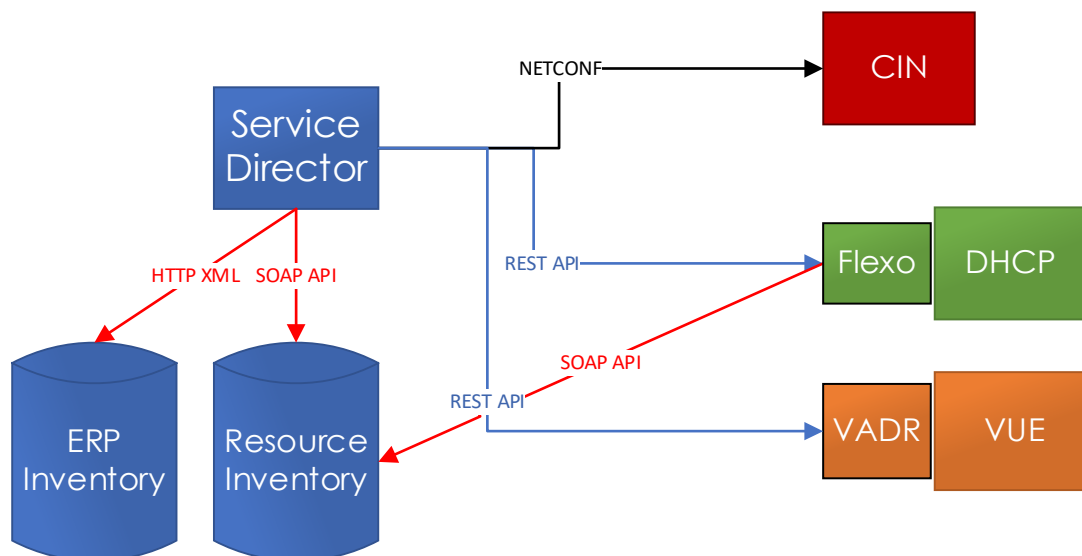 NETCONF
CIN
Service
Director
REST API
Flexo
DHCP
HTTP XML
SOAP API
SOAP API
REST API
VADR
VUE
ERP
Inventory
Resource
Inventory